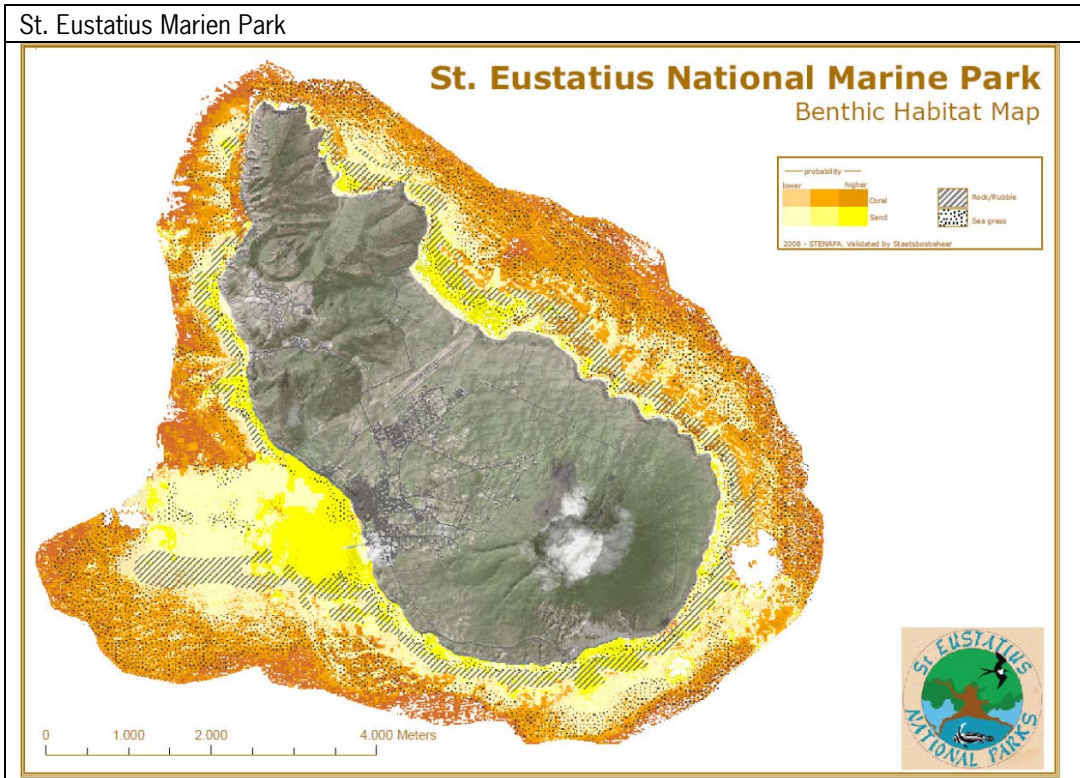 St. Eustatius Marien Park
St. Eustatius National Marine Park
Benthic Habitat Map
probability
lower higher
Coral
Sand
Rock/Rubble
Sea grass
2008 - STENAPA. Validated by Staatsbosbeheer
0 1.000 2.000 4.000 Meters
St EUSTATIUS
NATIONAL PARKS